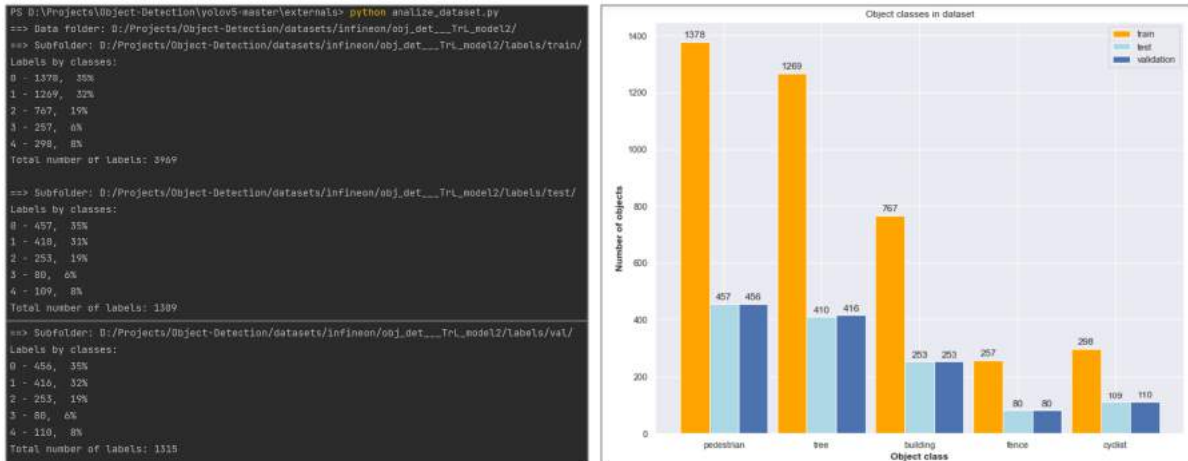 PS D:\Projects\Object-Detection\yolov5-master\externals> python analize_dataset.py
==> Data folder: D:/Projects/Object-Detection/datasets/infineon/obj_det___TrL_model2/
==> Subfolder: D:/Projects/Object-Detection/datasets/infineon/obj_det___TrL_model2/labels/train/
Labels by classes:
0 - 1378, 35%
1 - 1269, 32%
2 - 767, 19%
3 - 257, 6%
4 - 298, 8%
Total number of labels: 3969
==> Subfolder: D:/Projects/Object-Detection/datasets/infineon/obj_det___TrL_model2/labels/test/
Labels by classes:
0 - 457, 35%
1 - 410, 31%
2 - 253, 19%
3 - 80, 6%
4 - 109, 8%
Total number of labels: 1309
==> Subfolder: D:/Projects/Object-Detection/datasets/infineon/obj_det___TrL_model2/labels/val/
Labels by classes:
0 - 456, 35%
1 - 416, 32%
2 - 253, 19%
3 - 80, 6%
4 - 110, 8%
Total number of labels: 1315
Object classes in dataset
train
test
validation
Number of objects
1400
1200
1000
800
600
400
200
0
1378
457
456
1269
410
416
767
253
253
257
80
80
298
109
110
pedestrian
tree
building
fence
cyclist
Object class